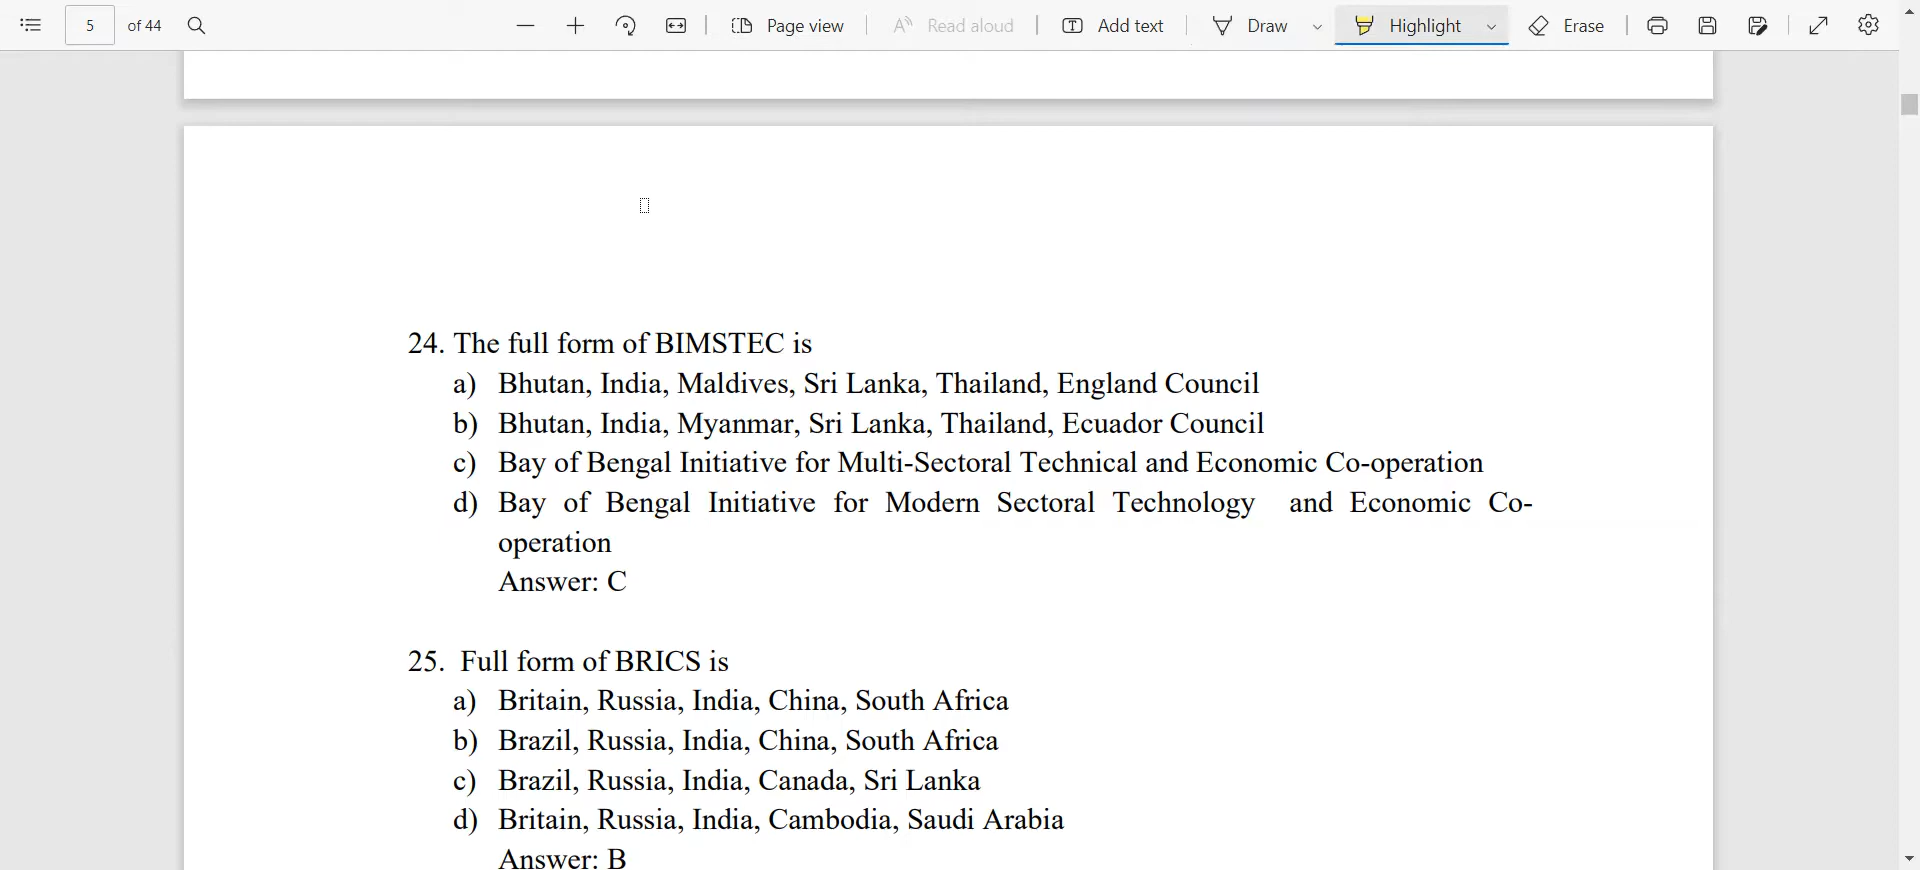 5 of 44 Page view Read aloud Add text Draw Highlight Erase
24. The full form of BIMSTEC is
a) Bhutan, India, Maldives, Sri Lanka, Thailand, England Council
b) Bhutan, India, Myanmar, Sri Lanka, Thailand, Ecuador Council
c) Bay of Bengal Initiative for Multi-Sectoral Technical and Economic Co-operation
d) Bay of Bengal Initiative for Modern Sectoral Technology and Economic Co-
operation
Answer: C
25. Full form of BRICS is
a) Britain, Russia, India, China, South Africa
b) Brazil, Russia, India, China, South Africa
c) Brazil, Russia, India, Canada, Sri Lanka
d) Britain, Russia, India, Cambodia, Saudi Arabia
Answer: B